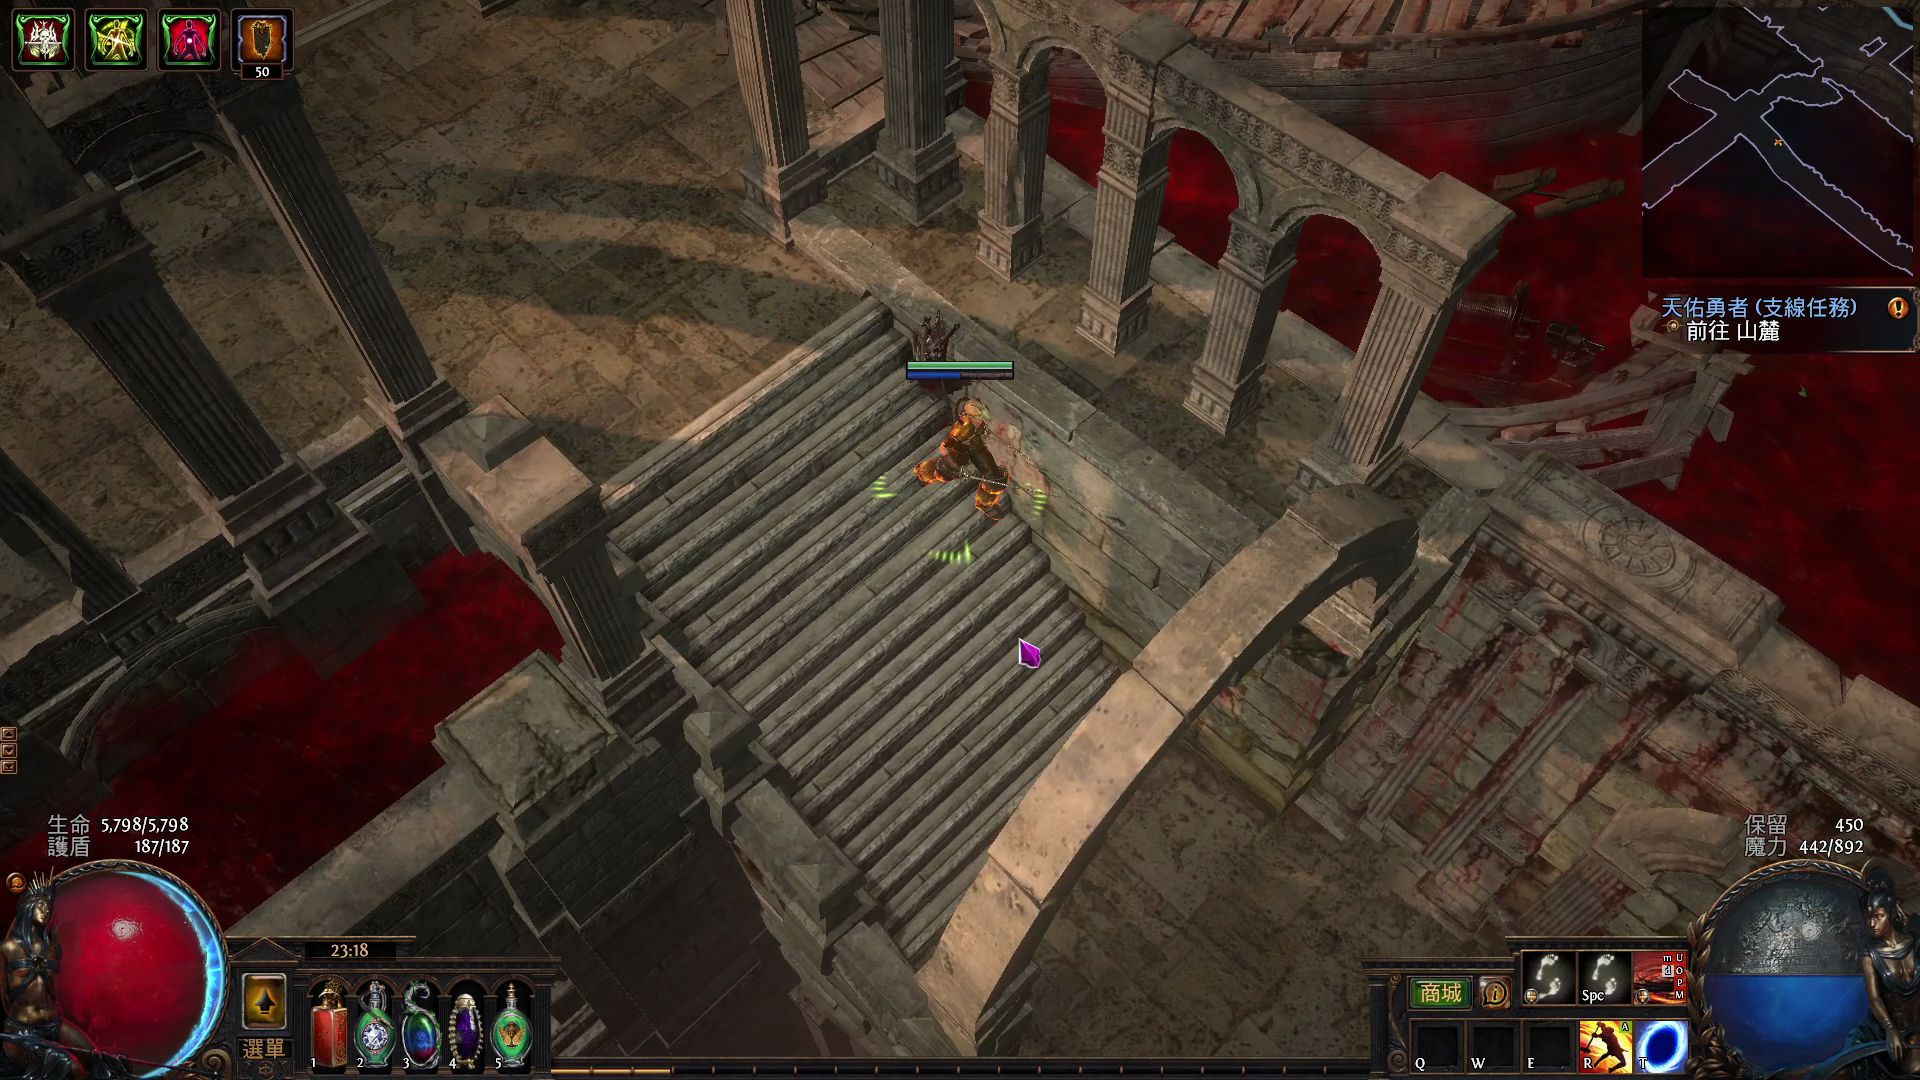 50
天佑勇者 (支線任務)
前往 山麓
生命 5,798/5,798
護盾 187/187
保留 450
魔力 442/892
23:18
選單
1 2 3 4 5
商城
Spc
m U
d O
P
M
Q W E R A T